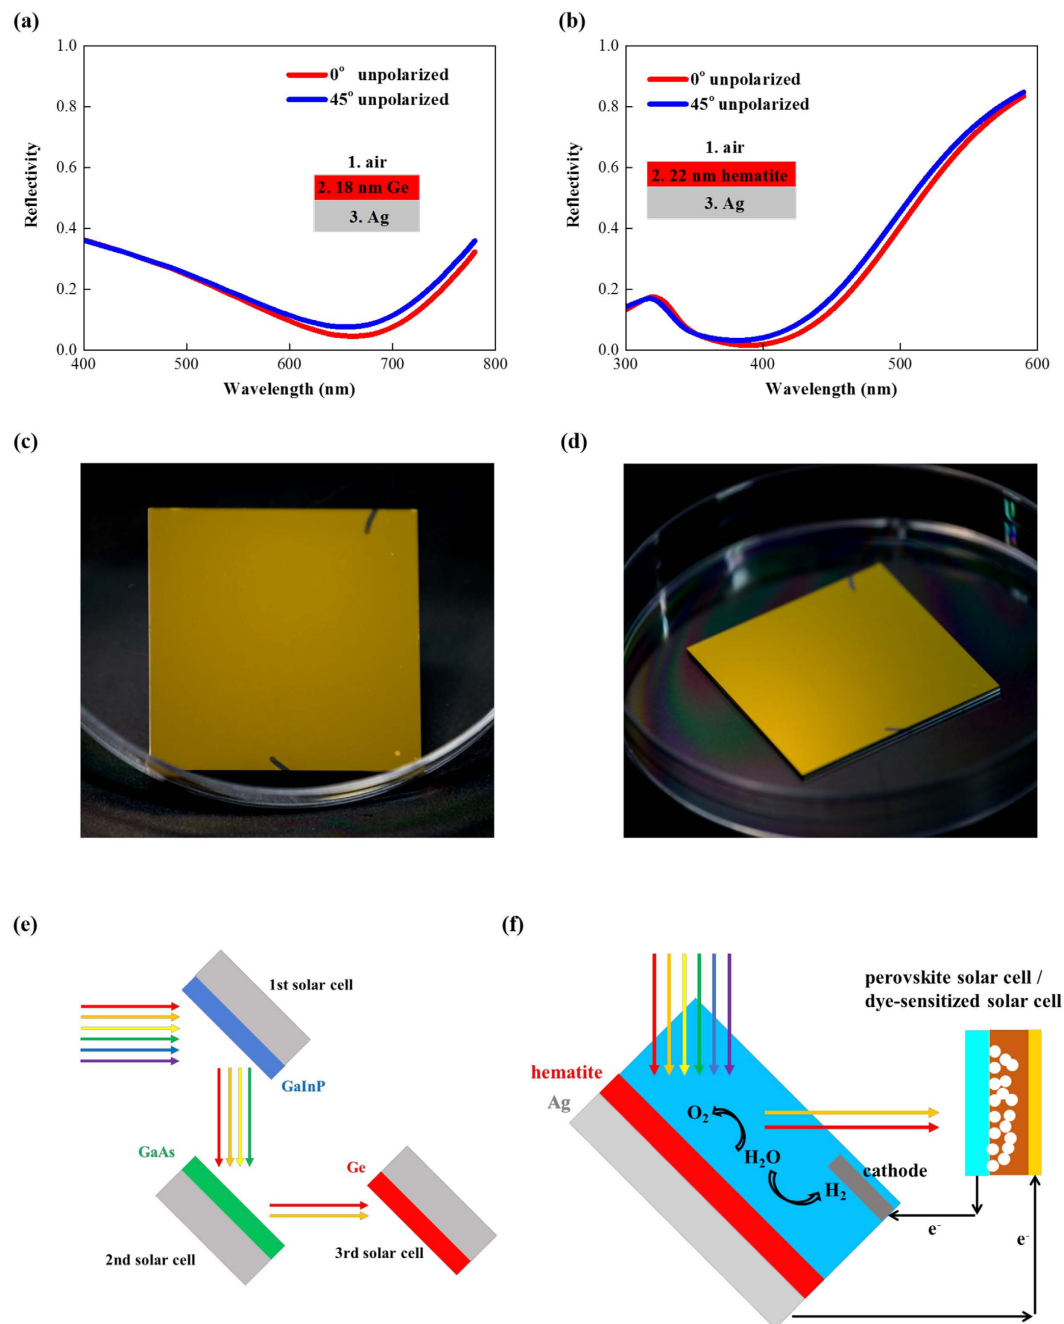 (a)
1.0
0.8
0.6
0.4
0.2
0.0
Reflectivity
400
500
600
700
800
Wavelength (nm)
0° unpolarized
45° unpolarized
1. air
2. 18 nm Ge
3. Ag
(b)
1.0
0.8
0.6
0.4
0.2
0.0
Reflectivity
300
400
500
600
Wavelength (nm)
0° unpolarized
45° unpolarized
1. air
2. 22 nm hematite
3. Ag
(c)
(d)
(e)
1st solar cell
GaInP
GaAs
Ge
2nd solar cell
3rd solar cell
(f)
perovskite solar cell /
dye-sensitized solar cell
hematite
Ag
O₂
H₂O
H₂
cathode
e⁻
e⁻